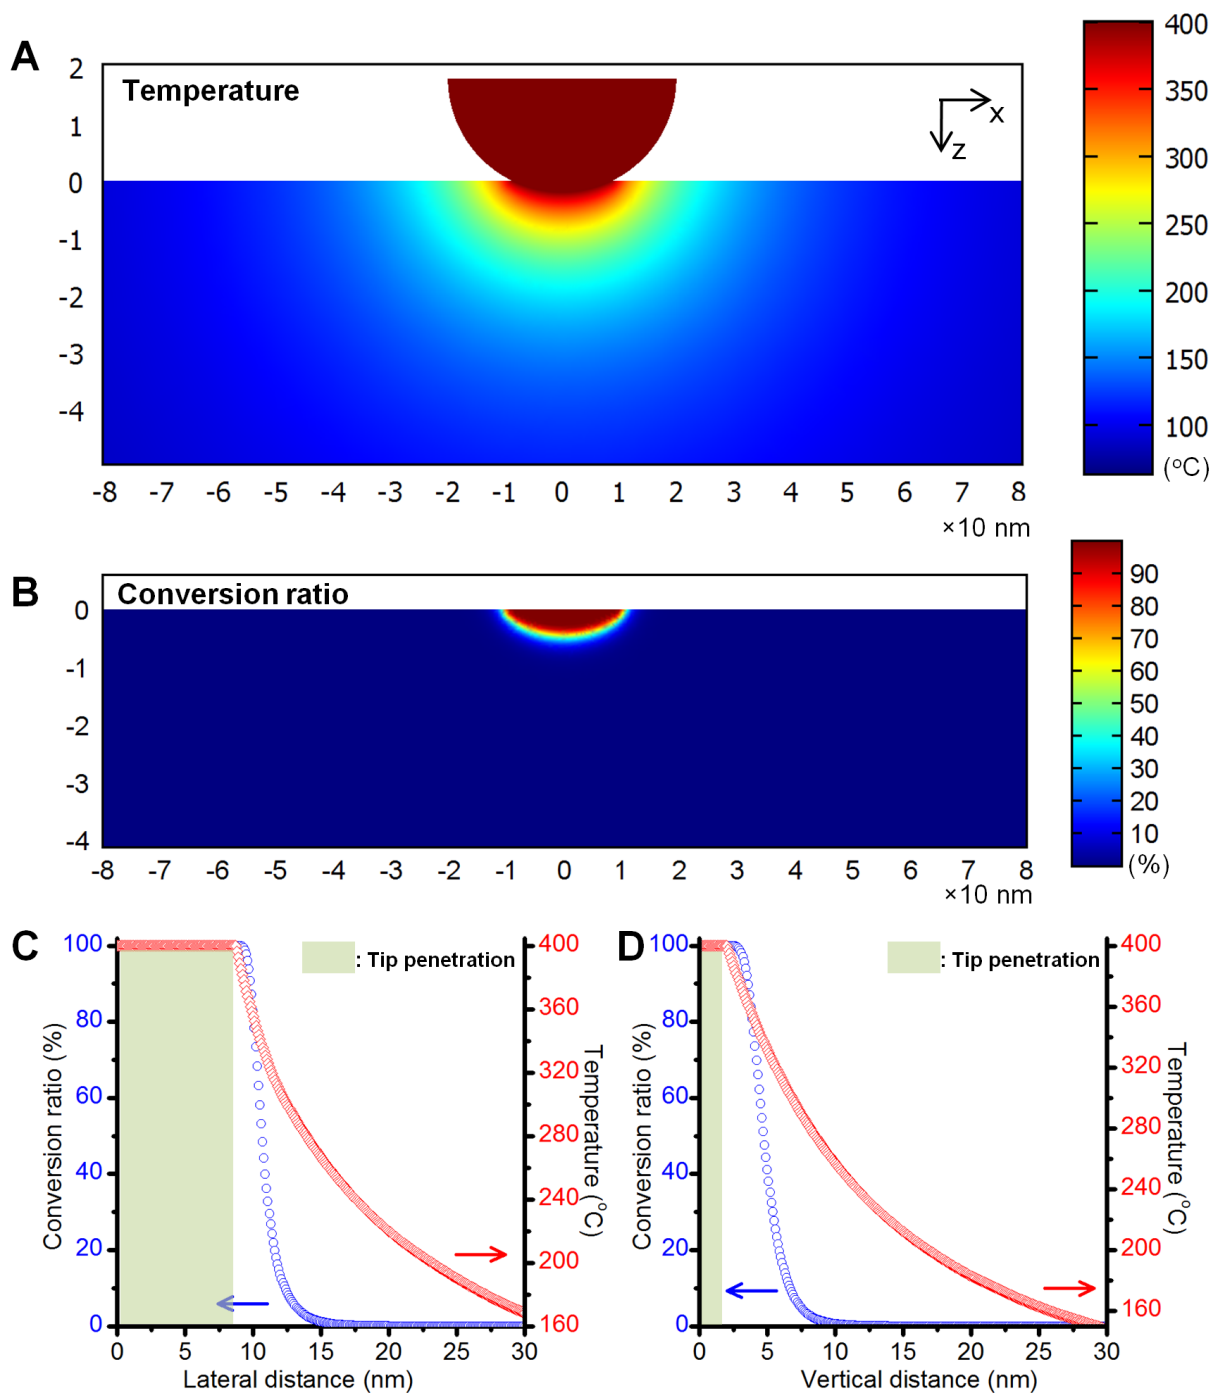 A
Temperature
x
z
2
1
0
-1
-2
-3
-4
-8 -7 -6 -5 -4 -3 -2 -1 0 1 2 3 4 5 6 7 8
×10 nm
400
350
300
250
200
150
100
(°C)
B
Conversion ratio
0
-1
-2
-3
-4
-8 -7 -6 -5 -4 -3 -2 -1 0 1 2 3 4 5 6 7 8
×10 nm
90
80
70
60
50
40
30
20
10
(%)
C
: Tip penetration
Conversion ratio (%)
100
80
60
40
20
0
0 5 10 15 20 25 30
Lateral distance (nm)
400
360
320
280
240
200
160
Temperature (°C)
D
: Tip penetration
Conversion ratio (%)
100
80
60
40
20
0
0 5 10 15 20 25 30
Vertical distance (nm)
400
360
320
280
240
200
160
Temperature (°C)